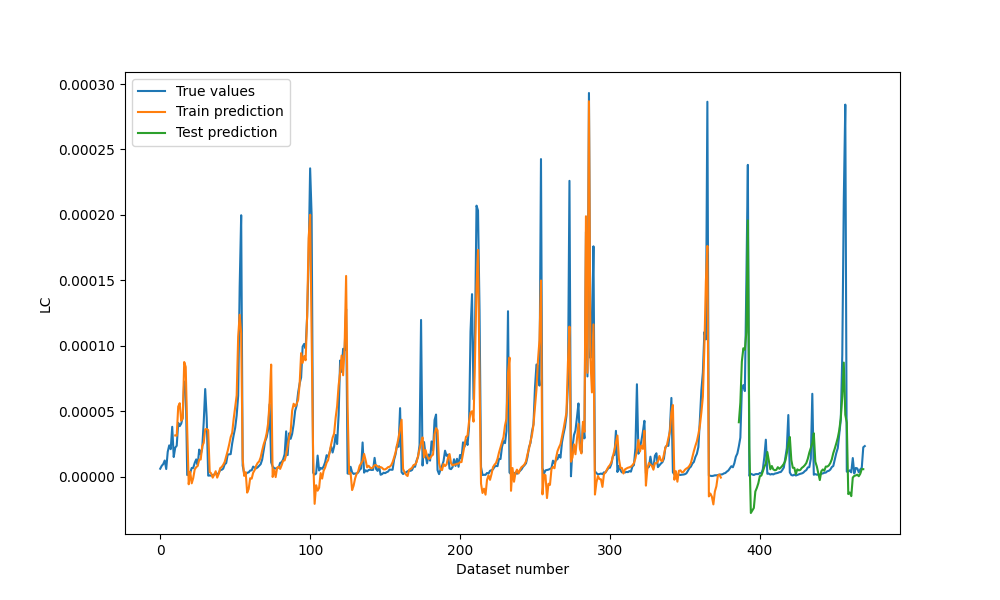 0.00030
0.00025
0.00020
0.00015
0.00010
0.00005
0.00000
LC
True values
Train prediction
Test prediction
0 100 200 300 400
Dataset number